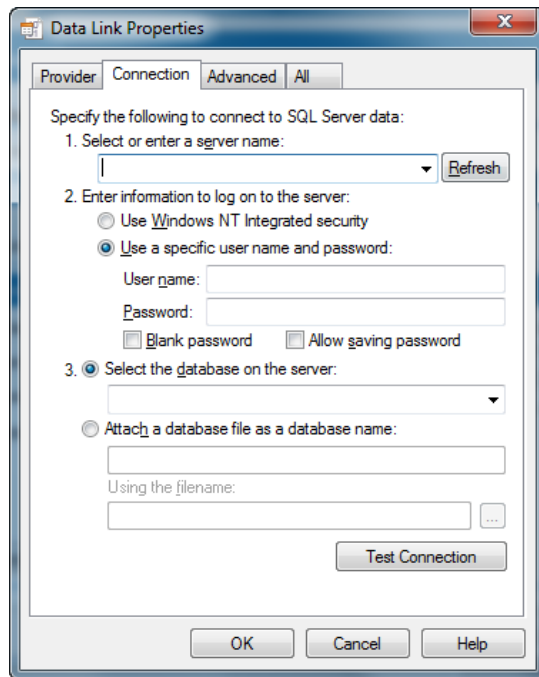 Data Link Properties
Provider Connection Advanced All
Specify the following to connect to SQL Server data:
1. Select or enter a server name:
Refresh
2. Enter information to log on to the server:
Use Windows NT Integrated security
Use a specific user name and password:
User name:
Password:
Blank password Allow saving password
3. Select the database on the server:
Attach a database file as a database name:
Using the filename:
...
Test Connection
OK Cancel Help